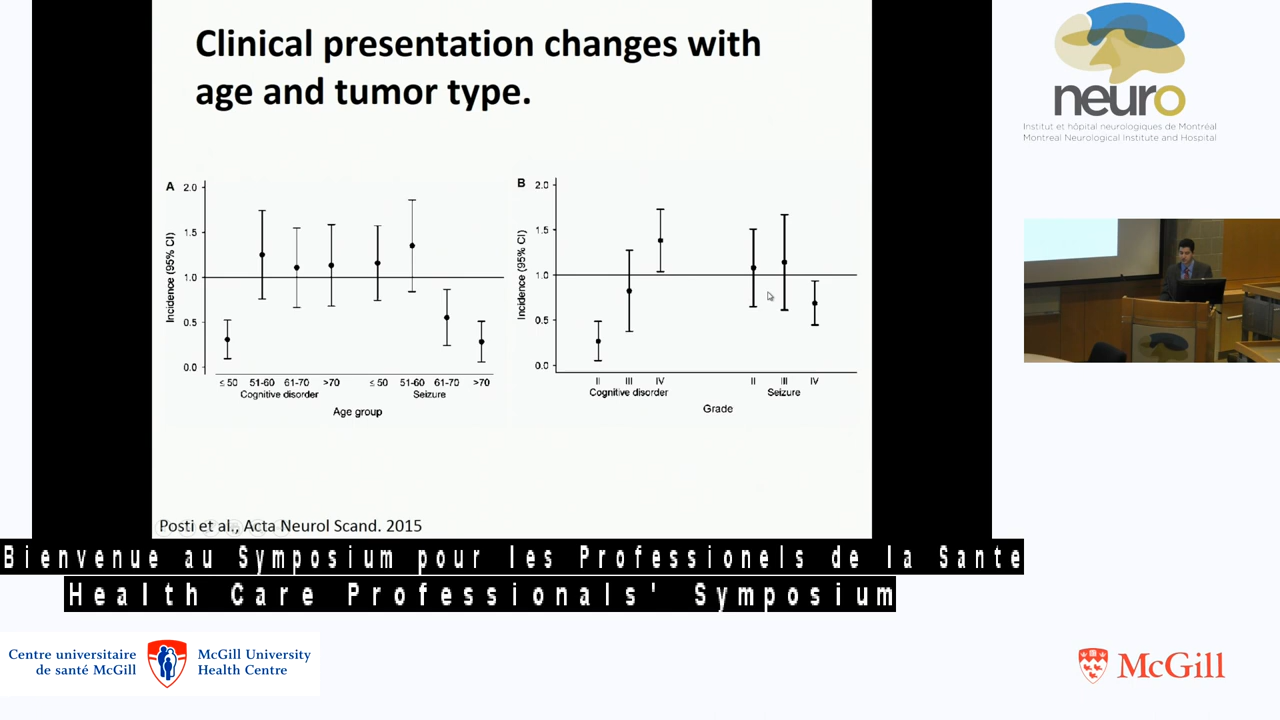 Clinical presentation changes with
age and tumor type.
A
2.0
1.5
1.0
0.5
0.0
Incidence (95% CI)
≤ 50 51-60 61-70 >70 ≤ 50 51-60 61-70 >70
Cognitive disorder Seizure
Age group
B
2.0
1.5
1.0
0.5
0.0
Incidence (95% CI)
II III IV II III IV
Cognitive disorder Seizure
Grade
Posti et al., Acta Neurol Scand. 2015
neuro
Institut et hôpital neurologiques de Montréal
Montreal Neurological Institute and Hospital
Bienvenue au Symposium pour les Professionels de la Sante
Health Care Professionals' Symposium
Centre universitaire
de santé McGill
McGill University
Health Centre
McGill